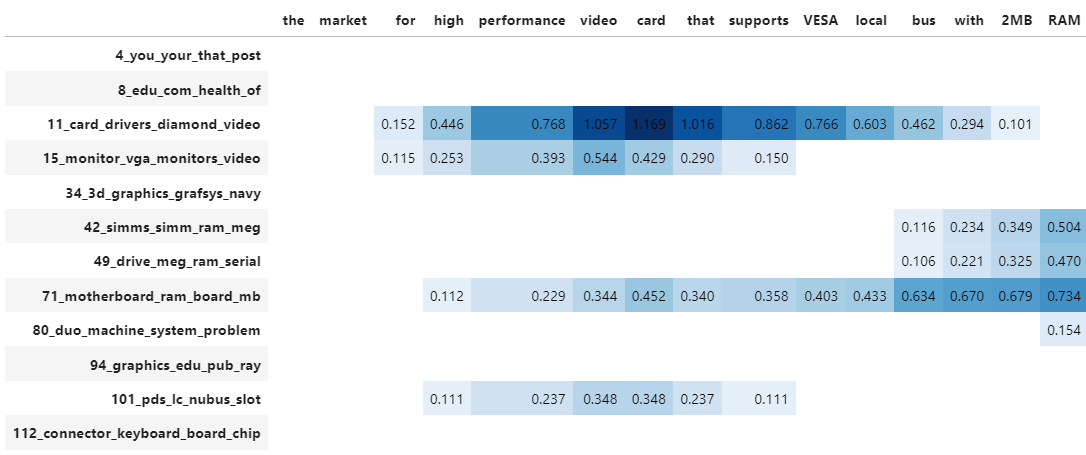 the market for high performance video card that supports VESA local bus with 2MB RAM
4_you_your_that_post
8_edu_com_health_of
11_card_drivers_diamond_video 0.152 0.446 0.768 1.057 1.169 1.016 0.862 0.766 0.603 0.462 0.294 0.101
15_monitor_vga_monitors_video 0.115 0.253 0.393 0.544 0.429 0.290 0.150
34_3d_graphics_grafsys_navy
42_simms_simm_ram_meg 0.116 0.234 0.349 0.504
49_drive_meg_ram_serial 0.106 0.221 0.325 0.470
71_motherboard_ram_board_mb 0.112 0.229 0.344 0.452 0.340 0.358 0.403 0.433 0.634 0.670 0.679 0.734
80_duo_machine_system_problem 0.154
94_graphics_edu_pub_ray
101_pds_lc_nubus_slot 0.111 0.237 0.348 0.348 0.237 0.111
112_connector_keyboard_board_chip